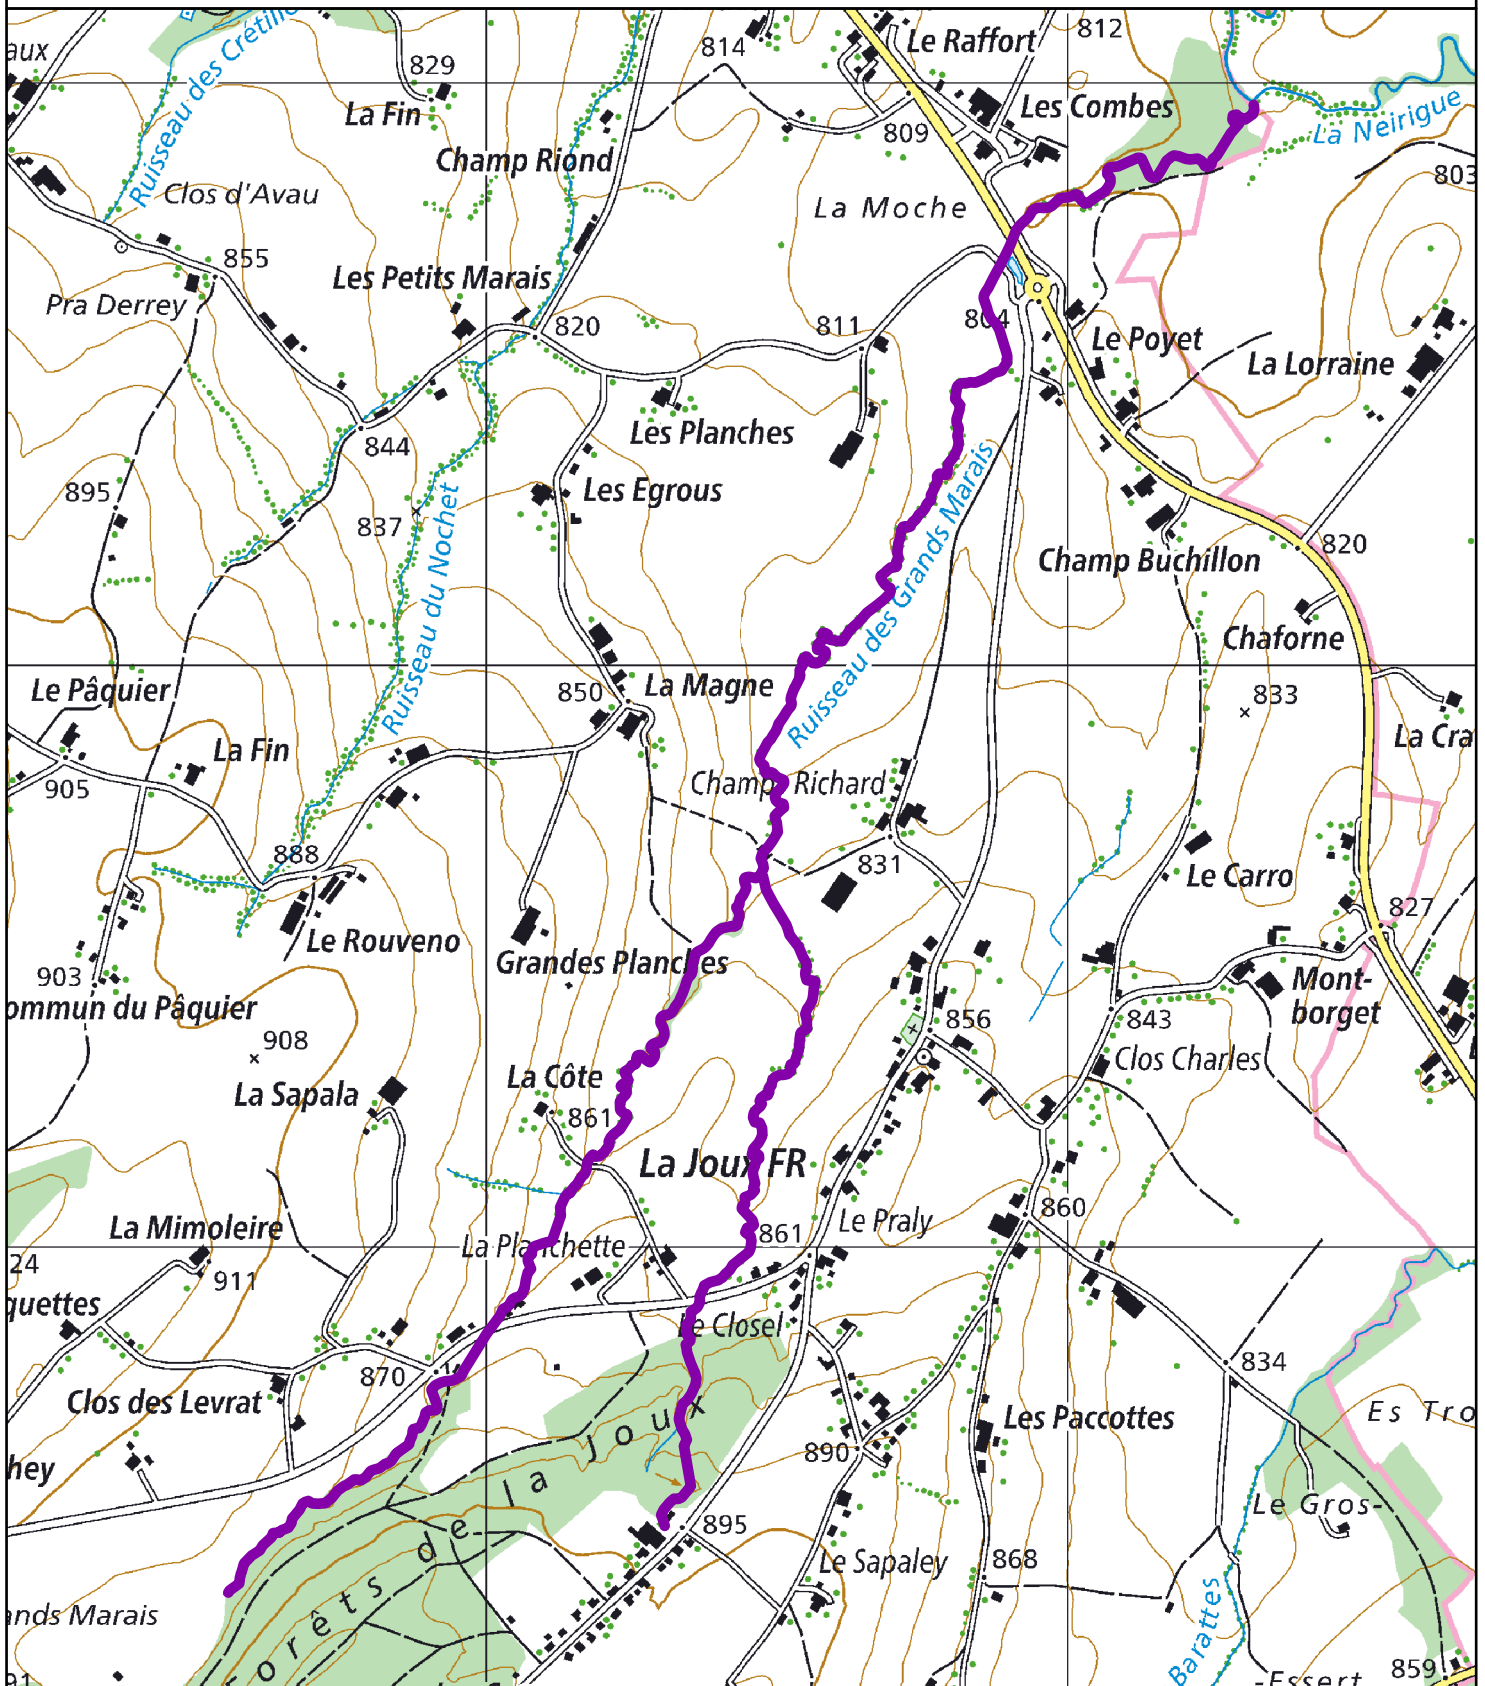 aux
829
La Fin
Ruisseau des Crétillo
814
Le Raffort
812
Les Combes
809
La Neirigue
803
Champ Riond
Clos d'Avau
La Moche
855
Les Petits Marais
Pra Derrey
820
811
804
Le Poyet
La Lorraine
844
Les Planches
895
Les Egrous
837
Ruisseau du Nochet
Ruisseau des Grands Marais
Champ Buchillon
820
Chaforne
Le Pâquier
850
La Magne
833
La Fin
La Cra
905
Champ Richard
888
831
Le Carro
827
Le Rouveno
Grandes Planches
903
ommun du Pâquier
Mont-
borget
908
856
843
La Sapala
La Côte
861
Clos Charles
La Joux FR
La Mimoleire
La Planchette
861
Le Praly
860
24
911
quettes
Le Closel
870
834
Clos des Levrat
Les Paccottes
Es Tro
hey
890
Forêts de la Joux
895
Le Gros-
Le Sapaley
868
ands Marais
Barattes
-Essert
859
91